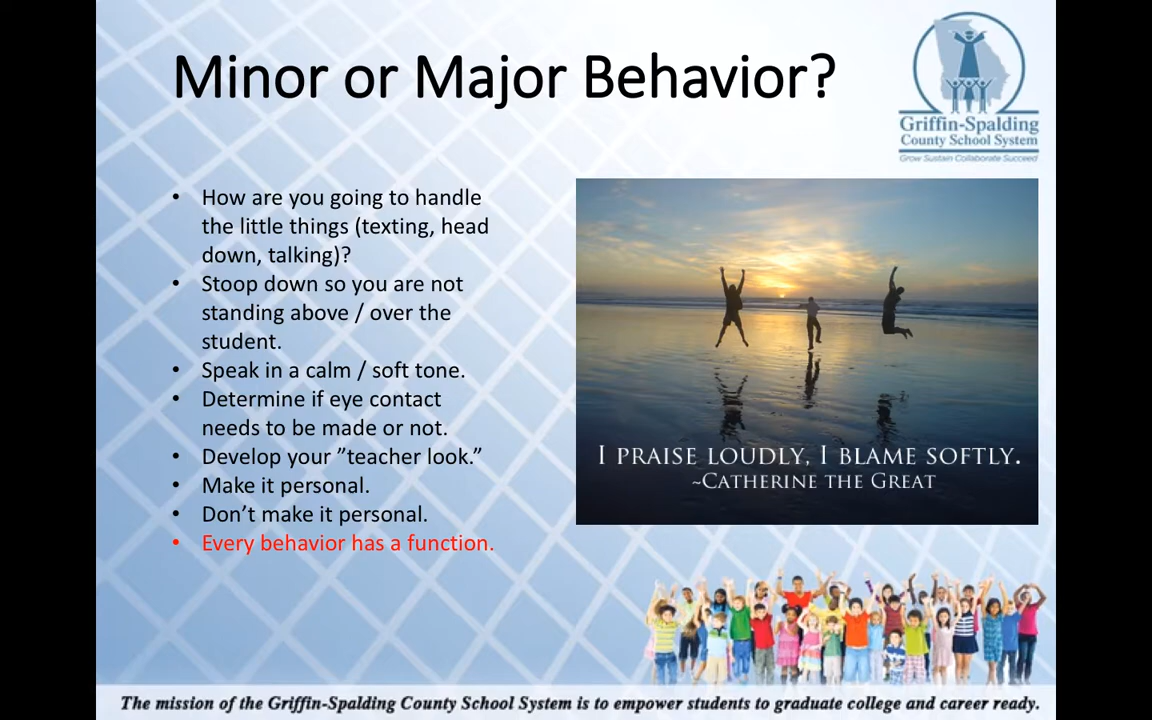 Minor or Major Behavior?
Griffin-Spalding
County School System
Grow Sustain Collaborate Succeed
• How are you going to handle
the little things (texting, head
down, talking)?
• Stoop down so you are not
standing above / over the
student.
• Speak in a calm / soft tone.
• Determine if eye contact
needs to be made or not.
• Develop your ”teacher look.”
• Make it personal.
• Don’t make it personal.
• Every behavior has a function.
I PRAISE LOUDLY, I BLAME SOFTLY.
~CATHERINE THE GREAT
The mission of the Griffin-Spalding County School System is to empower students to graduate college and career ready.